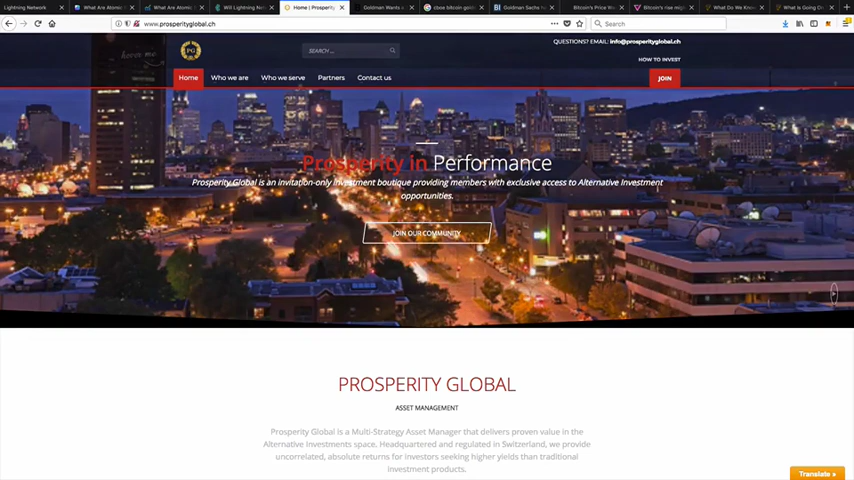 Lightning Network
What Are Atomic S
What Are Atomic S
Will Lightning Net
Home | Prosperity
Goldman Wants
cboe bitcoin gold
Goldman Sachs ha
Bitcoin's Price Wo
Bitcoin's rise migh
What Do We Know
What Is Going Do
www.prosperityglobal.ch
Search
PG
SEARCH ...
QUESTIONS? EMAIL: info@prosperityglobal.ch
HOW TO INVEST
Home
Who we are
Who we serve
Partners
Contact us
JOIN
Prosperity in Performance
Prosperity Global is an invitation-only investment boutique providing members with exclusive access to Alternative Investment
opportunities.
JOIN OUR COMMUNITY
PROSPERITY GLOBAL
ASSET MANAGEMENT
Prosperity Global is a Multi-Strategy Asset Manager that delivers proven value in the
Alternative Investments space. Headquartered and regulated in Switzerland, we provide
uncorrelated, absolute returns for investors seeking higher yields than traditional
investment products.
Translate »